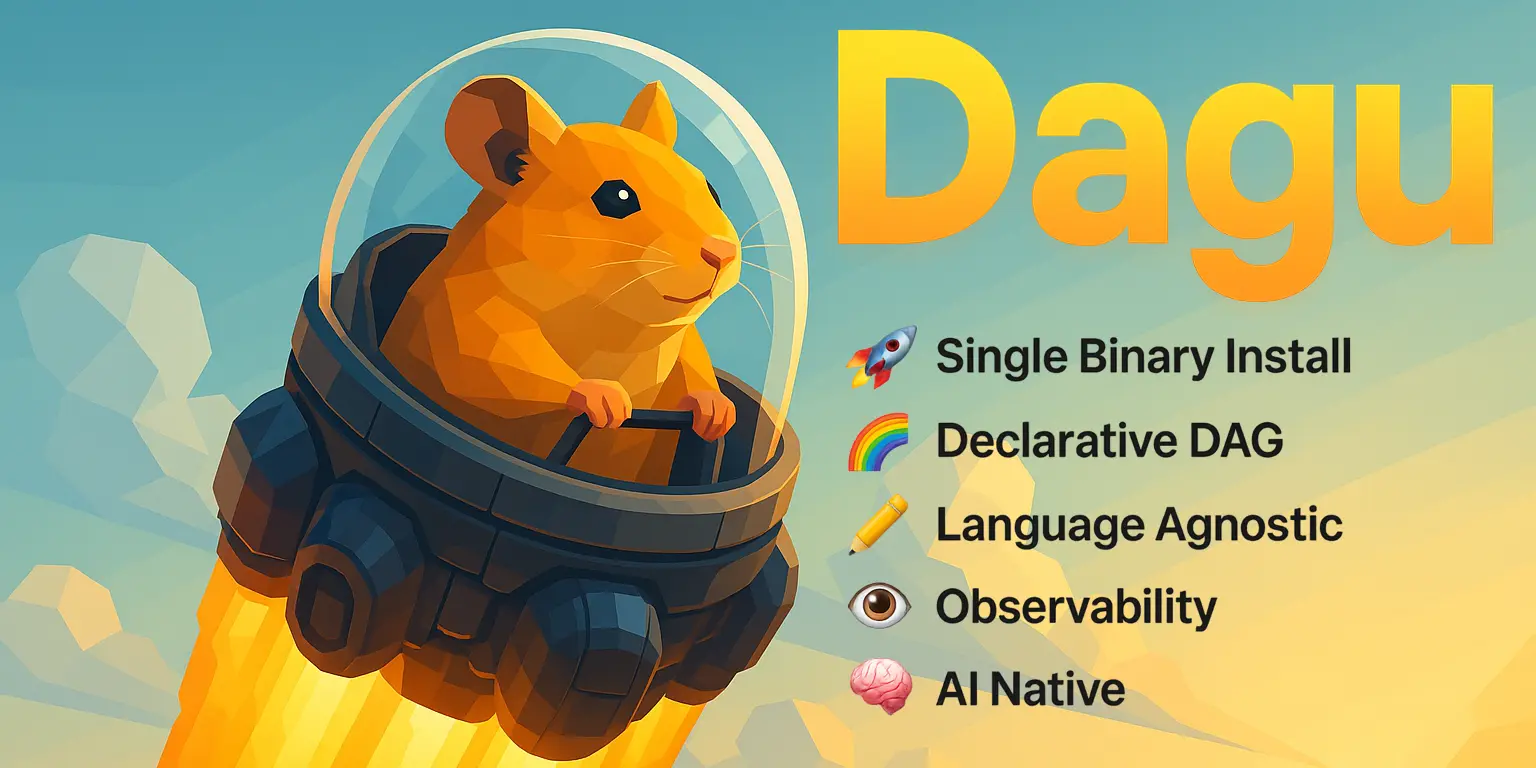 Dagu
🚀 Single Binary Install
🌈 Declarative DAG
✏️ Language Agnostic
👁️ Observability
🧠 AI Native